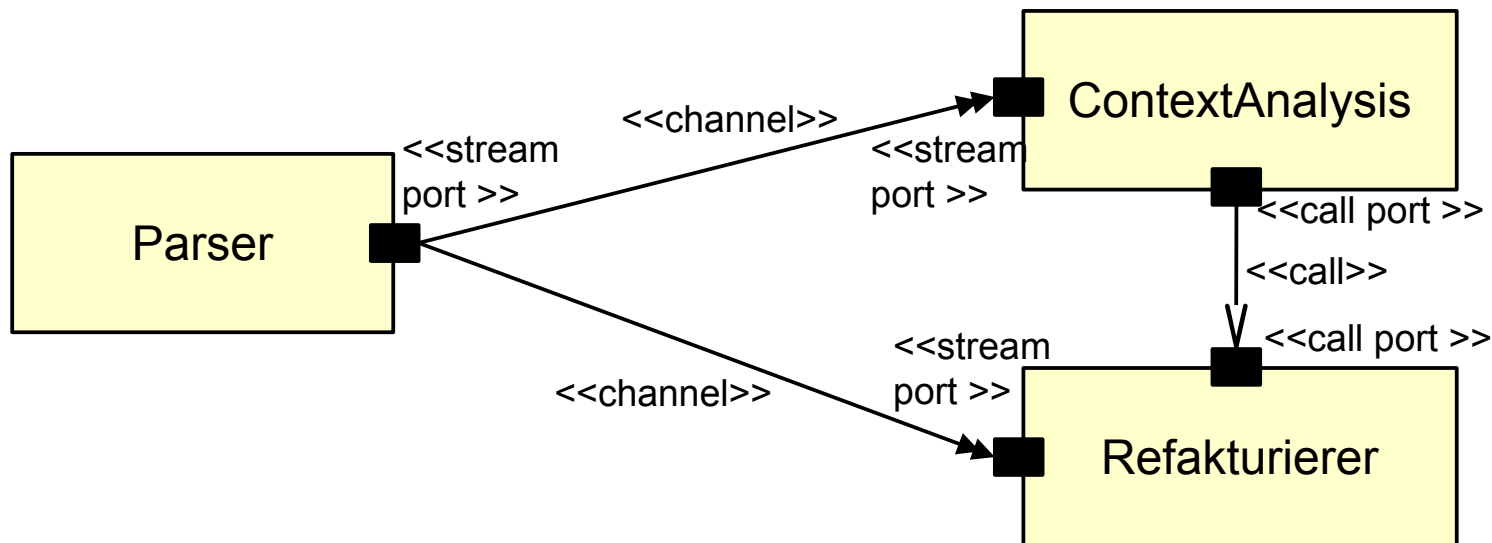 ContextAnalysis
<<channel>>
<<stream
port >>
<<stream
port >>
Parser
<<call port >>
<<call>>
<<call port >>
<<stream
port >>
<<channel>>
Refakturierer